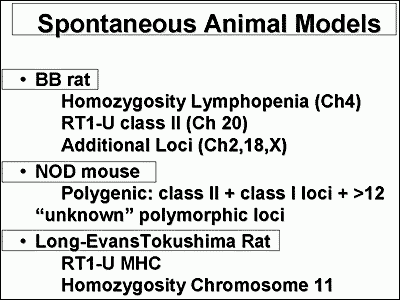 Spontaneous Animal Models
• BB rat
Homozygosity Lymphopenia (Ch4)
RT1-U class II (Ch 20)
Additional Loci (Ch2,18,X)
• NOD mouse
Polygenic: class II + class I loci + >12
“unknown” polymorphic loci
• Long-EvansTokushima Rat
RT1-U MHC
Homozygosity Chromosome 11